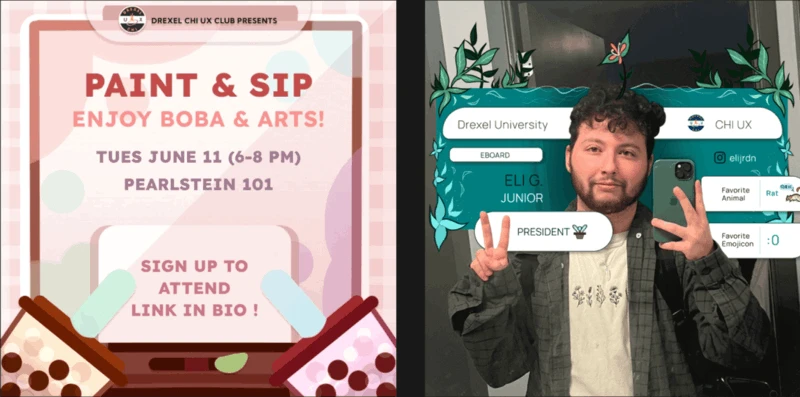 DREXEL CHI UX CLUB PRESENTS
PAINT & SIP
ENJOY BOBA & ARTS!
TUES JUNE 11 (6-8 PM)
PEARLSTEIN 101
SIGN UP TO
ATTEND
LINK IN BIO !
Drexel University
CHI UX
EBOARD
elijrdn
ELI G.
JUNIOR
PRESIDENT
Favorite
Animal
Rat
Favorite
Emojicon
:0